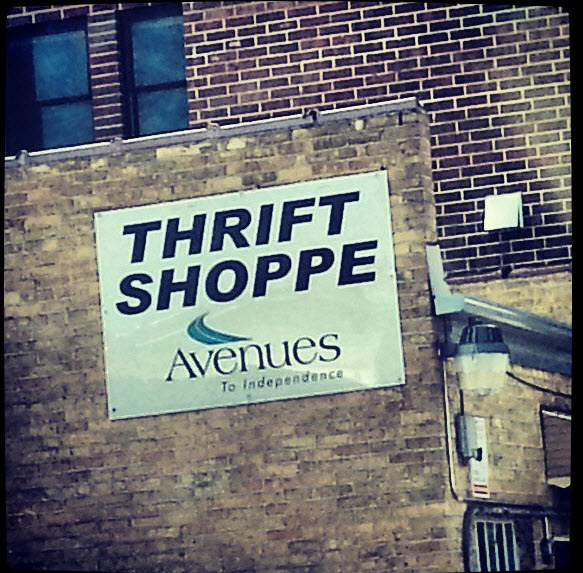 THRIFT
SHOPPE
Avenues
To Independence